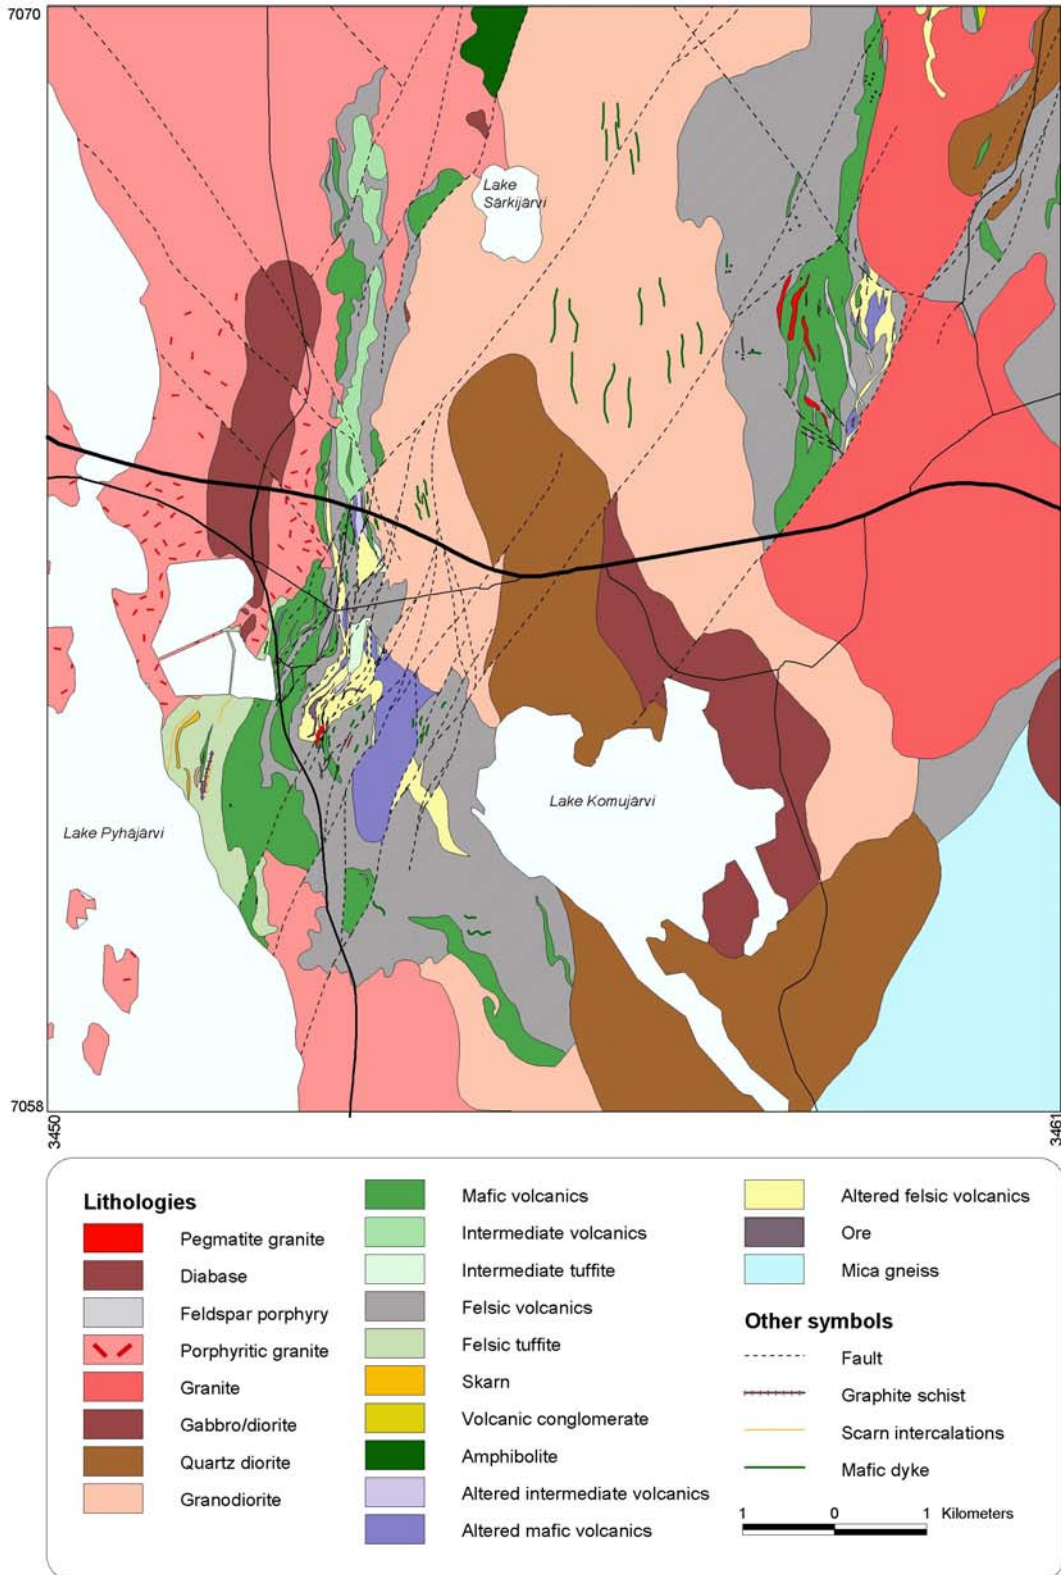 7070
Lake
Särkijärvi
Lake Komujärvi
Lake Pyhäjärvi
7058
3450
3461
Lithologies
Pegmatite granite
Diabase
Feldspar porphyry
Porphyritic granite
Granite
Gabbro/diorite
Quartz diorite
Granodiorite
Mafic volcanics
Intermediate volcanics
Intermediate tuffite
Felsic volcanics
Felsic tuffite
Skarn
Volcanic conglomerate
Amphibolite
Altered intermediate volcanics
Altered mafic volcanics
Altered felsic volcanics
Ore
Mica gneiss
Other symbols
Fault
Graphite schist
Scarn intercalations
Mafic dyke
1 0 1 Kilometers